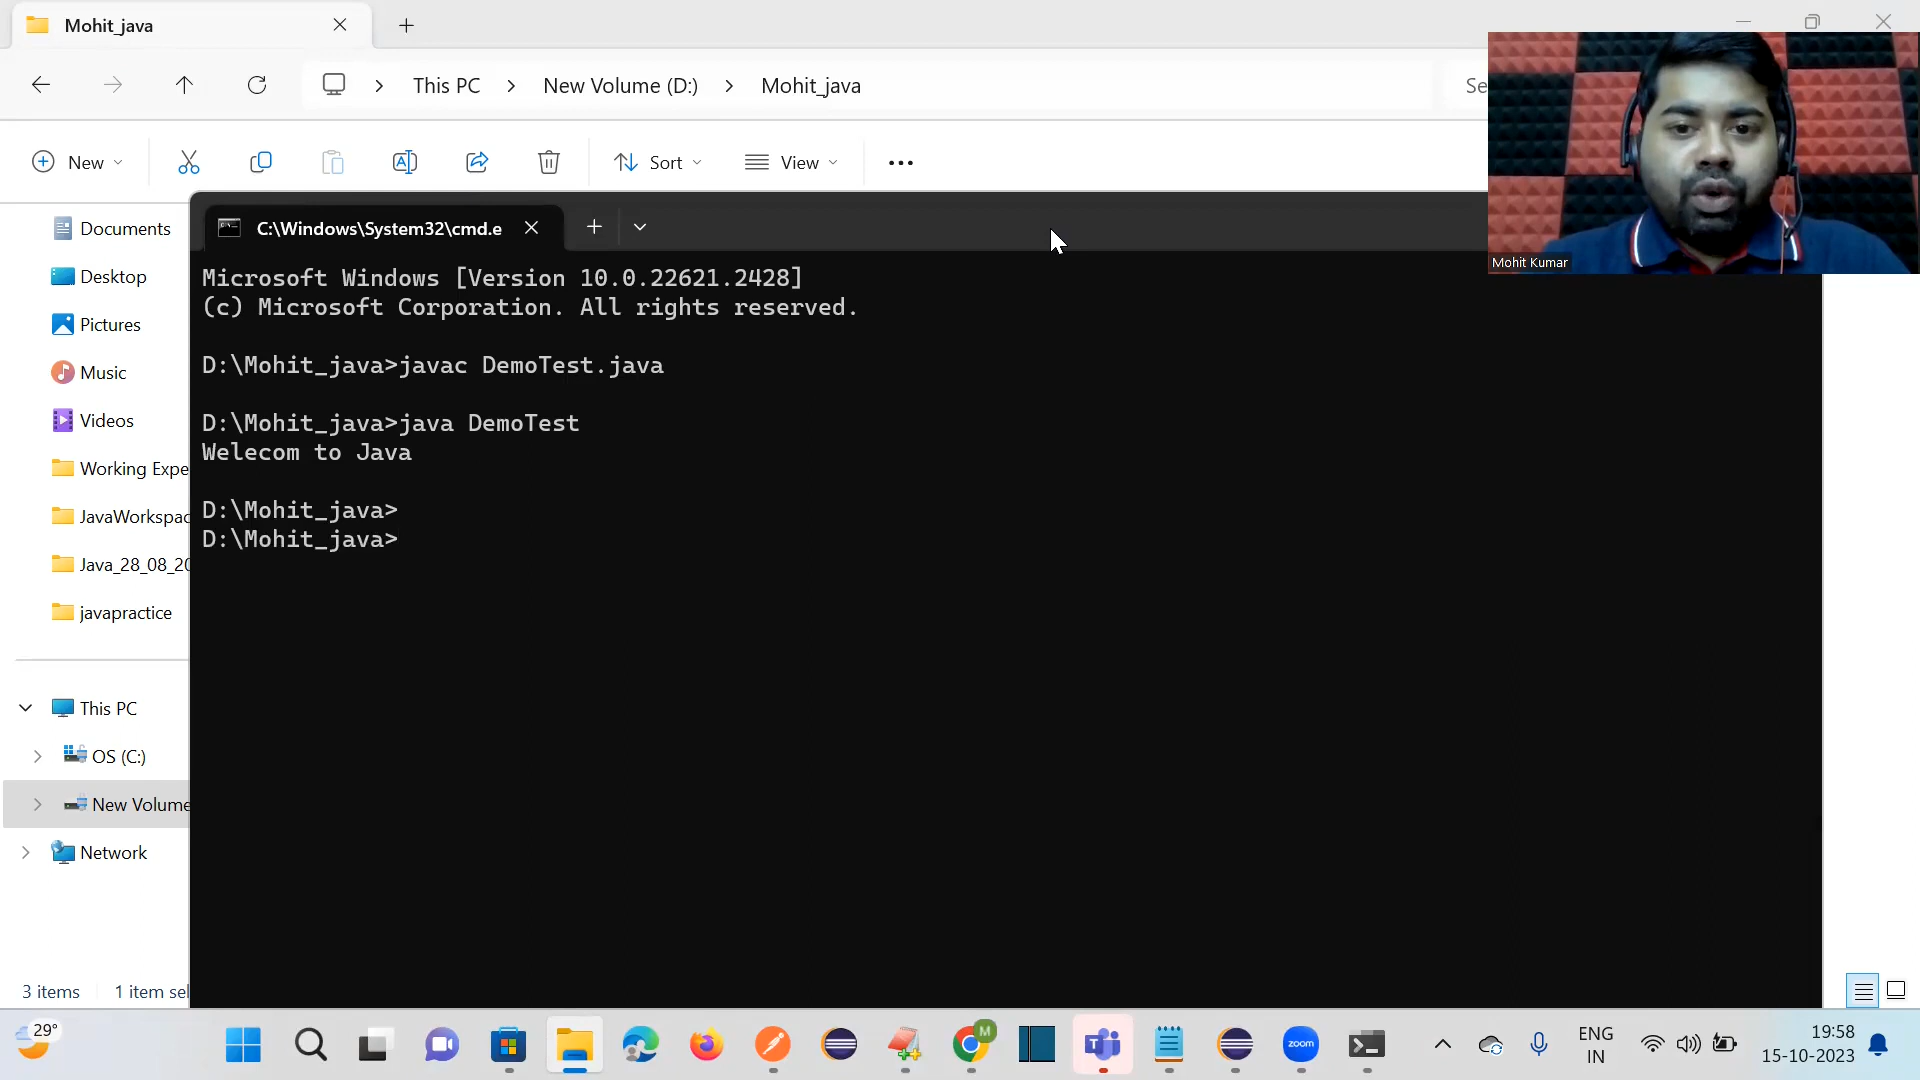 Mohit_java
This PC
New Volume (D:)
Mohit_java
Se
New
Sort
View
Mohit Kumar
Documents
Desktop
Pictures
Music
Videos
Working Expe
JavaWorkspac
Java_28_08_20
javapractice
This PC
OS (C:)
New Volume
Network
3 items
1 item sel
C:\Windows\System32\cmd.e
Microsoft Windows [Version 10.0.22621.2428]
(c) Microsoft Corporation. All rights reserved.
D:\Mohit_java>javac DemoTest.java
D:\Mohit_java>java DemoTest
Welecom to Java
D:\Mohit_java>
D:\Mohit_java>
29°
M
T
zoom
ENG
IN
19:58
15-10-2023